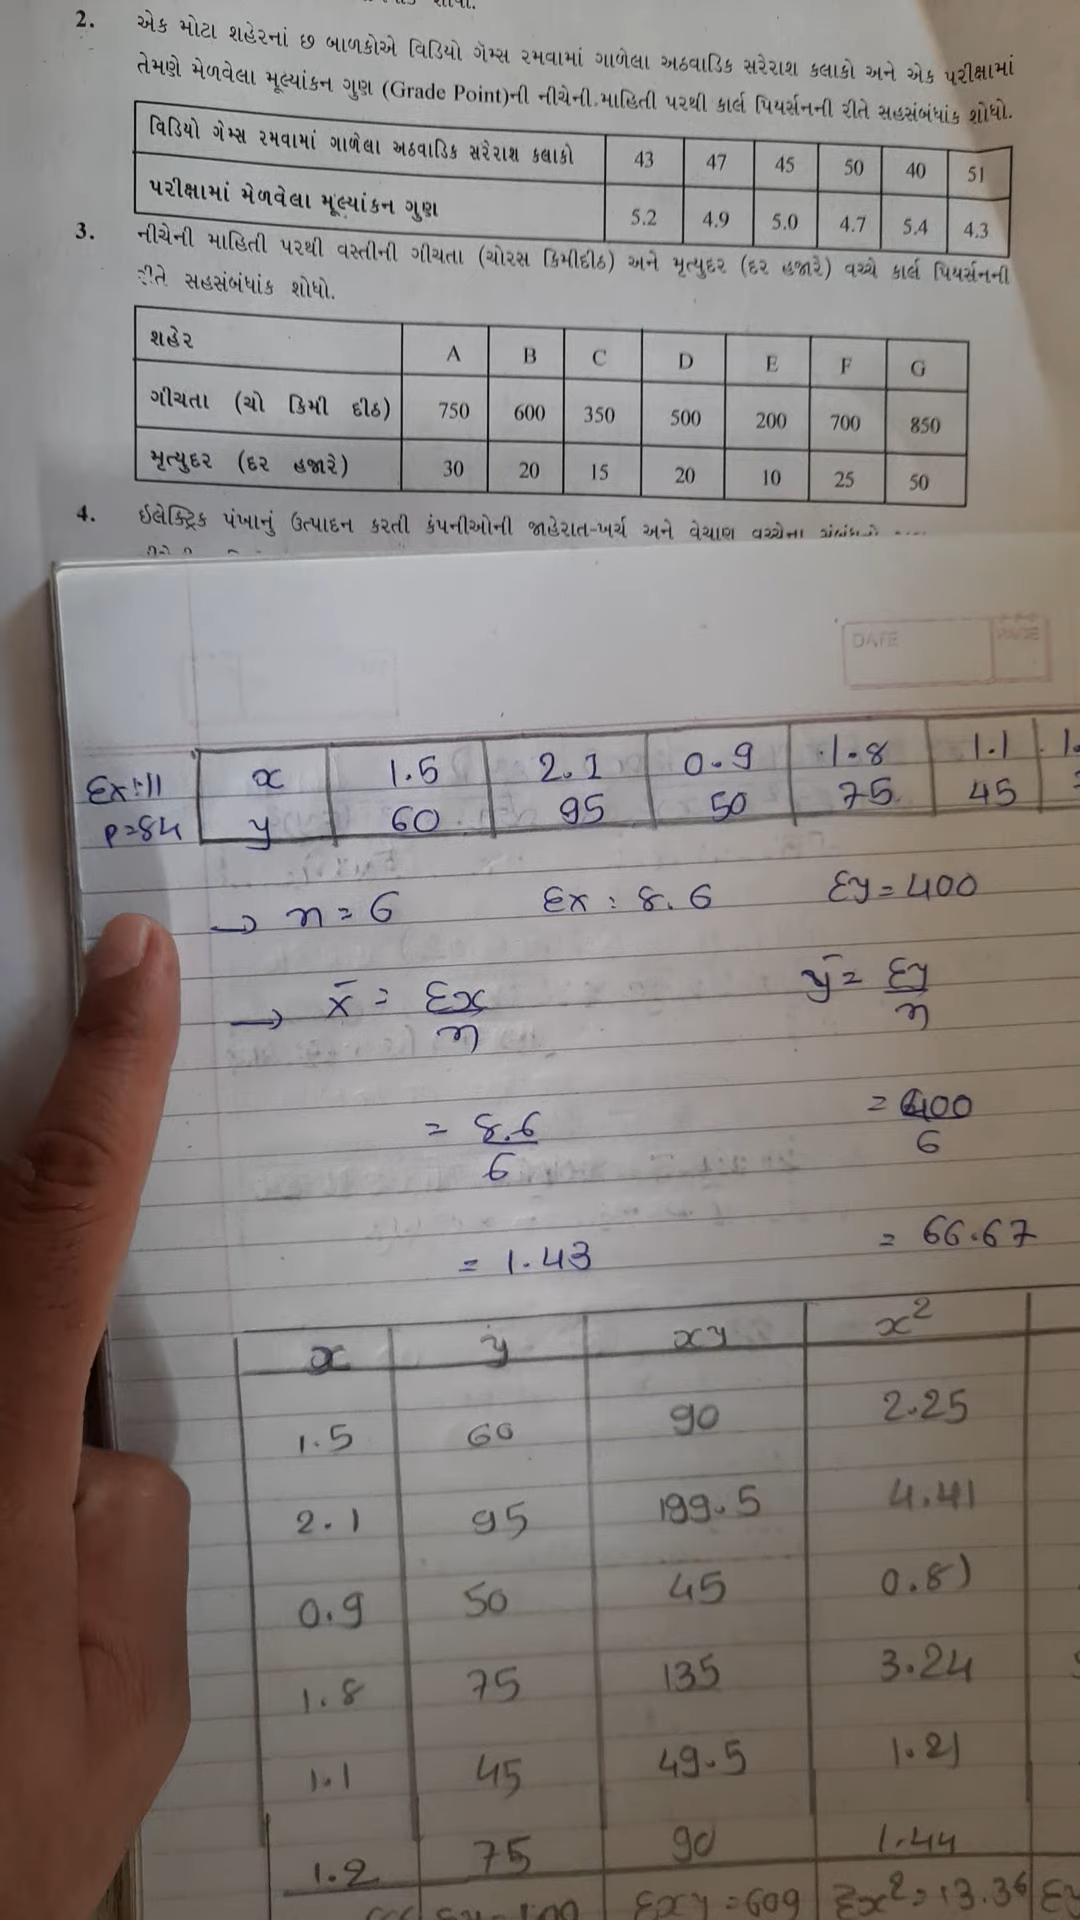 2. એક મોટા શહેરનાં છ બાળકોએ વિડિયો ગૅમ્સ રમવામાં ગાળેલા અઠવાડિક સરેરાશ કલાકો અને એક પરીક્ષામાં
તેમણે મેળવેલા મૂલ્યાંકન ગુણ (Grade Point)ની નીચેની માહિતી પરથી કાર્લ પિયર્સનની રીતે સહસંબંધાંક શોધો.
વિડિયો ગેમ્સ રમવામાં ગાળેલા અઠવાડિક સરેરાશ કલાકો 43 47 45 50 40 51
પરીક્ષામાં મેળવેલા મૂલ્યાંકન ગુણ 5.2 4.9 5.0 4.7 5.4 4.3
3. નીચેની માહિતી પરથી વસ્તીની ગીચતા (ચોરસ કિમીદીઠ) અને મૃત્યુદર (દર હજારે) વચ્ચે કાર્લ પિયર્સનની
રીતે સહસંબંધાંક શોધો.
શહેર A B C D E F G
ગીચતા (ચો કિમી દીઠ) 750 600 350 500 200 700 850
મૃત્યુદર (દર હજારે) 30 20 15 20 10 25 50
4. ઇલેક્ટ્રિક પંખાનું ઉત્પાદન કરતી કંપનીઓની જાહેરાત-ખર્ચ અને વેચાણ વચ્ચેના
DATE PAGE
Ex:11 x 1.5 2.1 0.9 1.8 1.1
P=84 y 60 95 50 75 45
→ n = 6 Σx = 8.6 Σy = 400
→ x̄ = Σx/n ȳ = Σy/n
= 8.6/6 = 400/6
= 1.43 = 66.67
x y xy x²
1.5 60 90 2.25
2.1 95 199.5 4.41
0.9 50 45 0.81
1.8 75 135 3.24
1.1 45 49.5 1.21
1.2 75 90 1.44
Σxy = 609 Σx² = 13.36 Σy